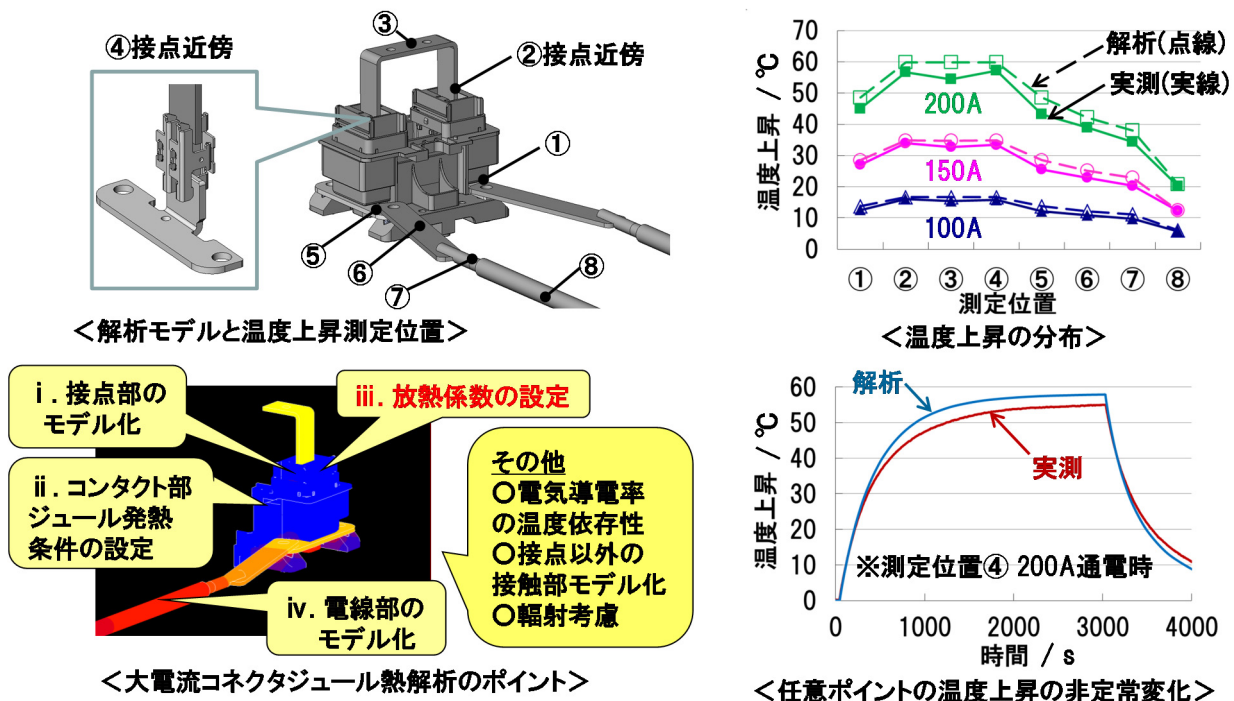 ④接点近傍
③
②接点近傍
①
⑤
⑥
⑦
⑧
＜解析モデルと温度上昇測定位置＞
温度上昇 / ℃
70
60
50
40
30
20
10
0
解析(点線)
実測(実線)
200A
150A
100A
① ② ③ ④ ⑤ ⑥ ⑦ ⑧
測定位置
＜温度上昇の分布＞
ⅰ. 接点部の
モデル化
ⅱ. コンタクト部
ジュール発熱
条件の設定
ⅲ. 放熱係数の設定
ⅳ. 電線部の
モデル化
その他
○電気導電率
の温度依存性
○接点以外の
接触部モデル化
○輻射考慮
＜大電流コネクタジュール熱解析のポイント＞
温度上昇 / ℃
60
50
40
30
20
10
0
解析
実測
※測定位置④ 200A通電時
0 1000 2000 3000 4000
時間 / s
＜任意ポイントの温度上昇の非定常変化＞